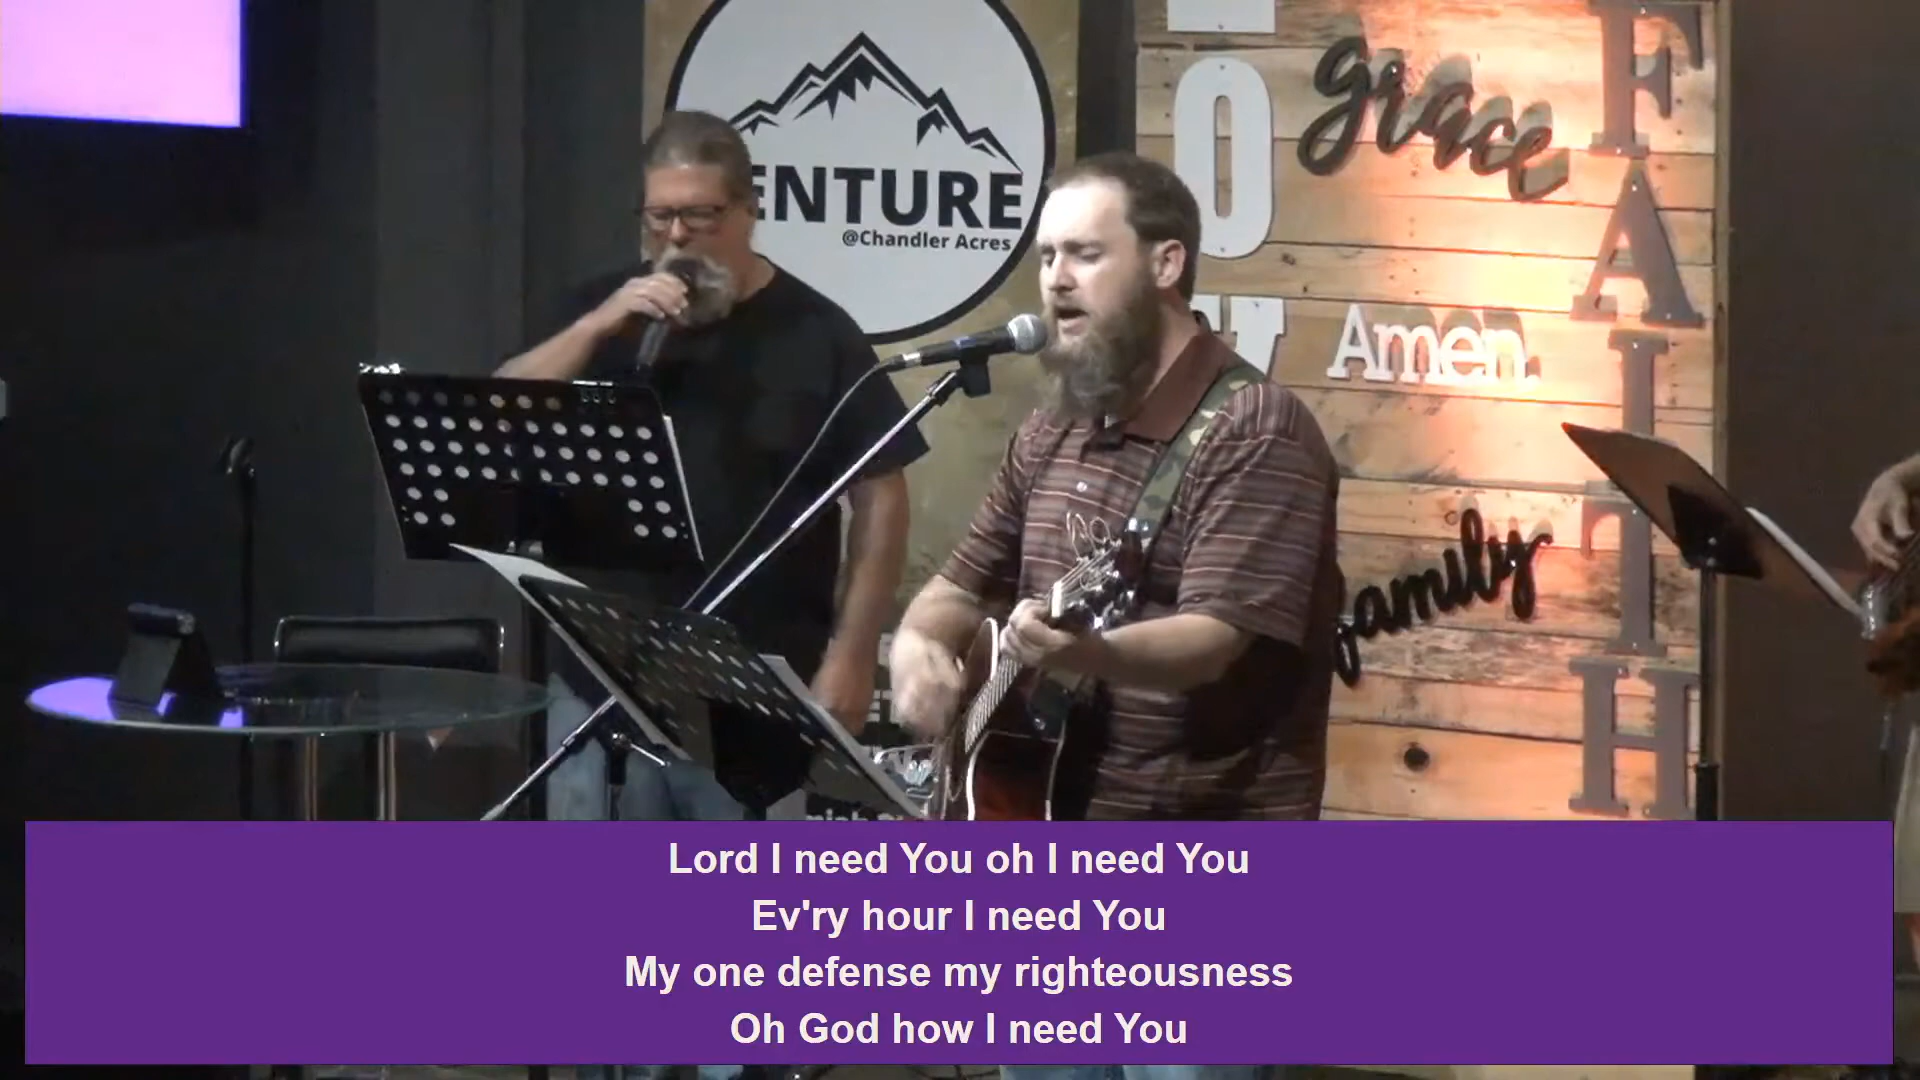 ENTURE
@Chandler Acres
grace
FAITH
Amen.
family
Lord I need You oh I need You
Ev'ry hour I need You
My one defense my righteousness
Oh God how I need You